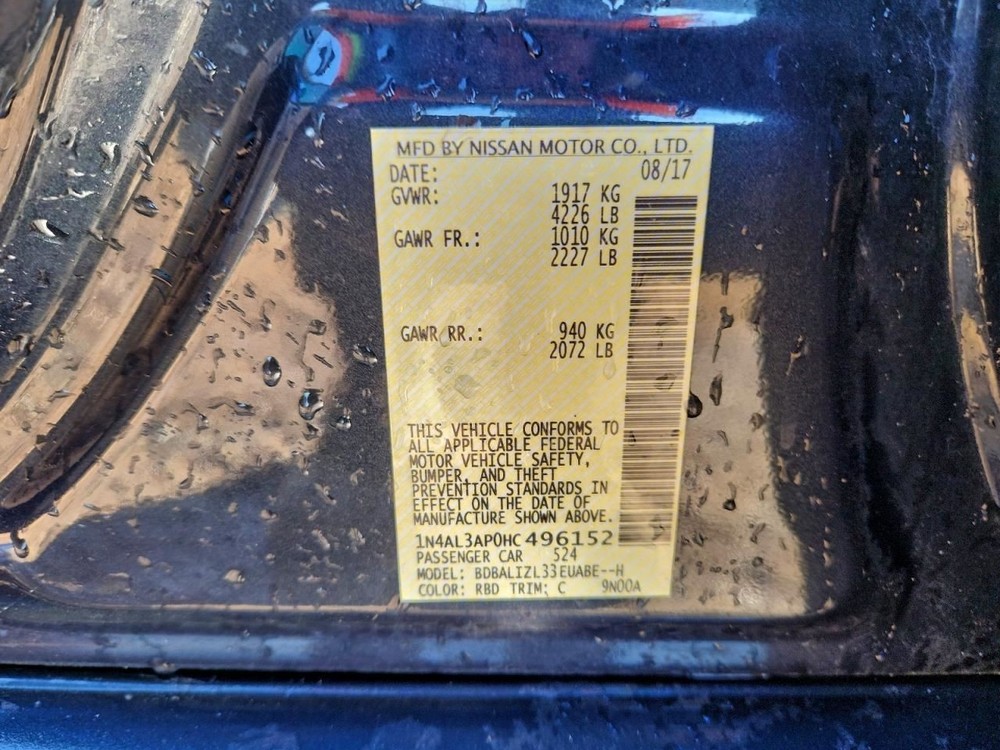 MFD BY NISSAN MOTOR CO., LTD.
DATE: 08/17
GVWR: 1917 KG
4226 LB
GAWR FR.: 1010 KG
2227 LB
GAWR RR.: 940 KG
2072 LB
THIS VEHICLE CONFORMS TO
ALL APPLICABLE FEDERAL
MOTOR VEHICLE SAFETY,
BUMPER, AND THEFT
PREVENTION STANDARDS IN
EFFECT ON THE DATE OF
MANUFACTURE SHOWN ABOVE.
1N4AL3AP0HC496152
PASSENGER CAR 524
MODEL: BDBALIZL33EUABE--H
COLOR: RBD TRIM: C 9N00A